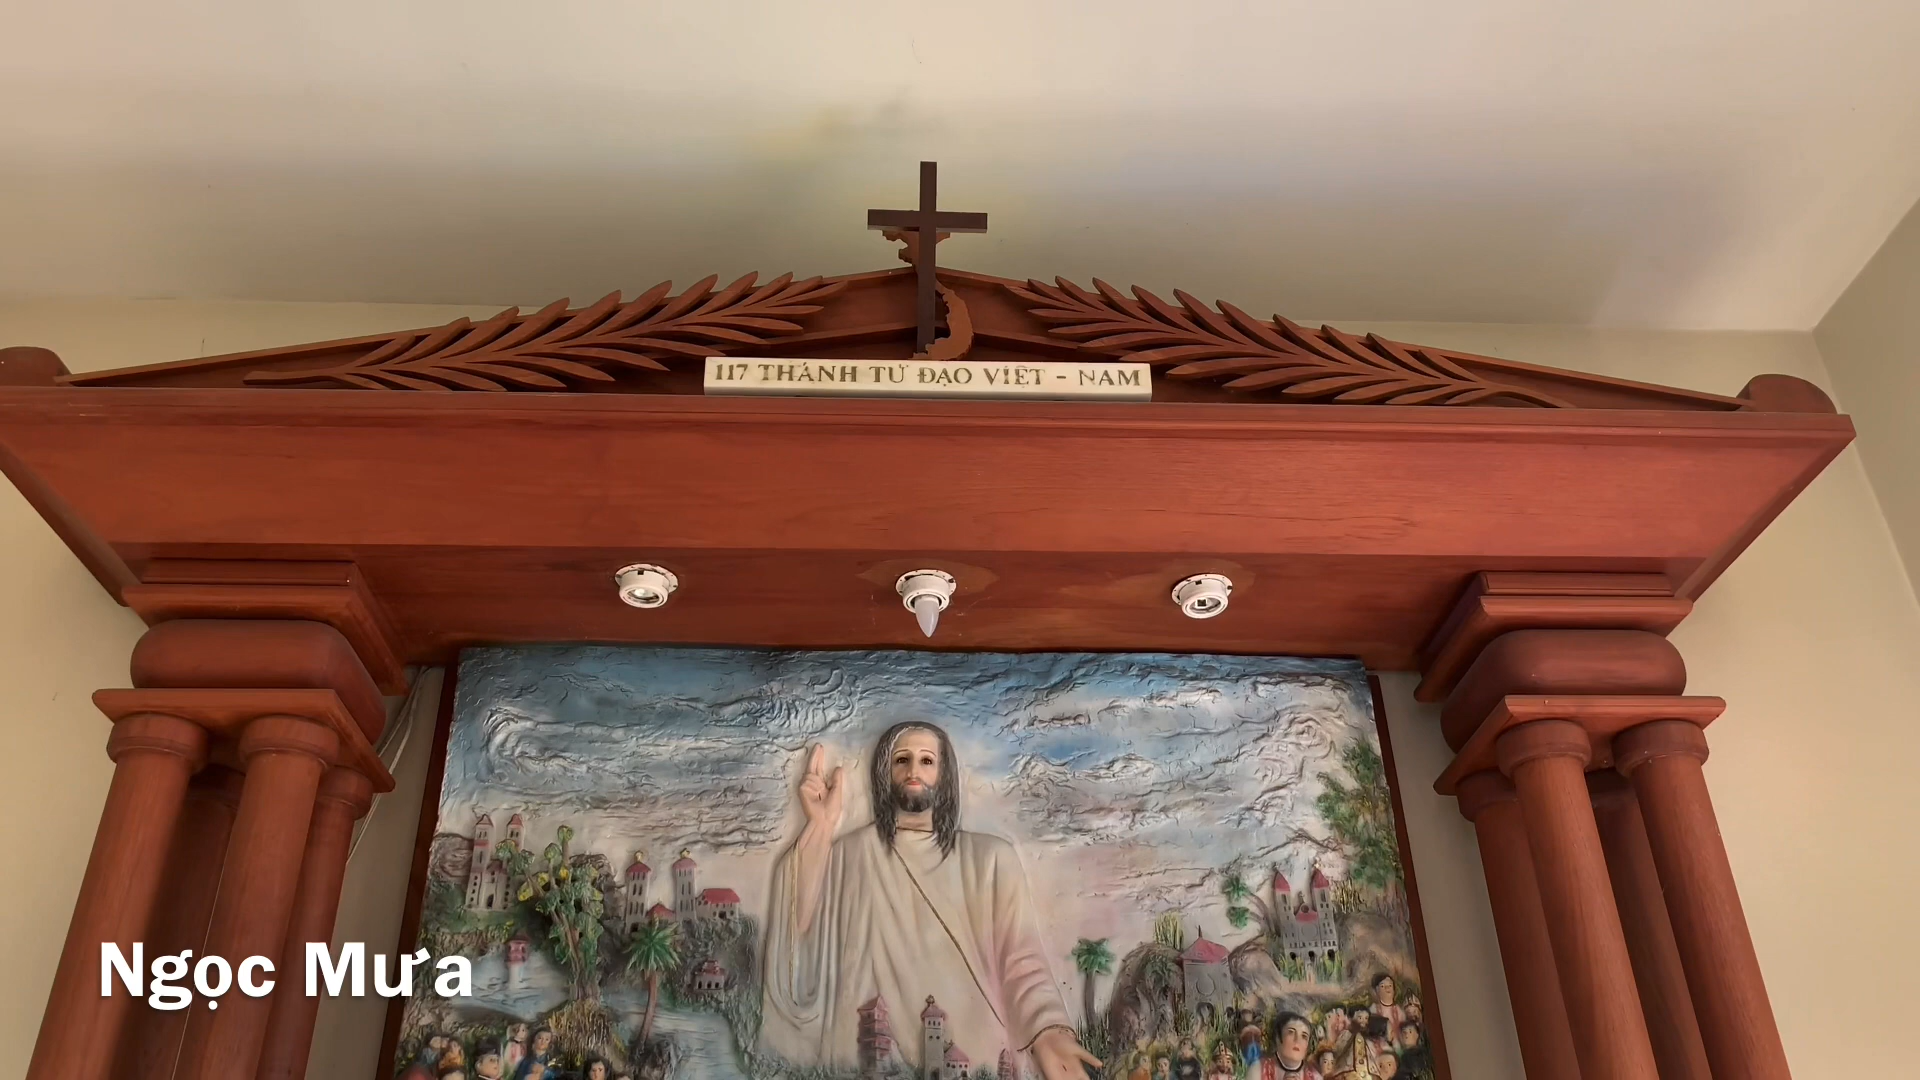 117 THÁNH TỬ ĐẠO VIỆT - NAM
Ngọc Mưa